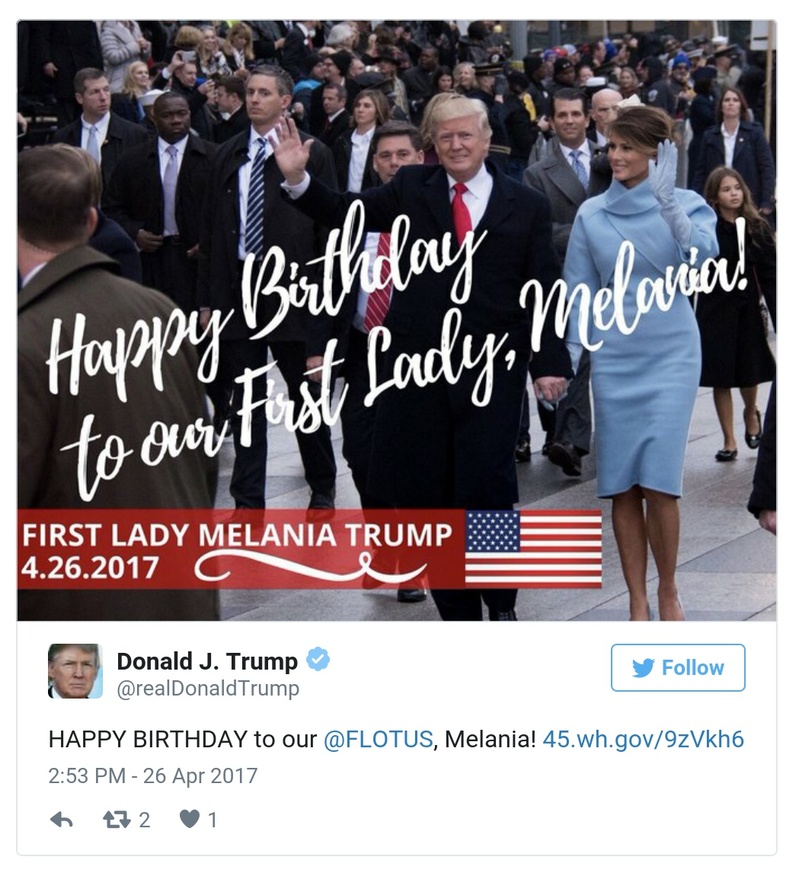 Happy Birthday
to our First Lady, Melania!
FIRST LADY MELANIA TRUMP
4.26.2017
Donald J. Trump
@realDonaldTrump
Follow
HAPPY BIRTHDAY to our @FLOTUS, Melania! 45.wh.gov/9zVkh6
2:53 PM - 26 Apr 2017
2 1